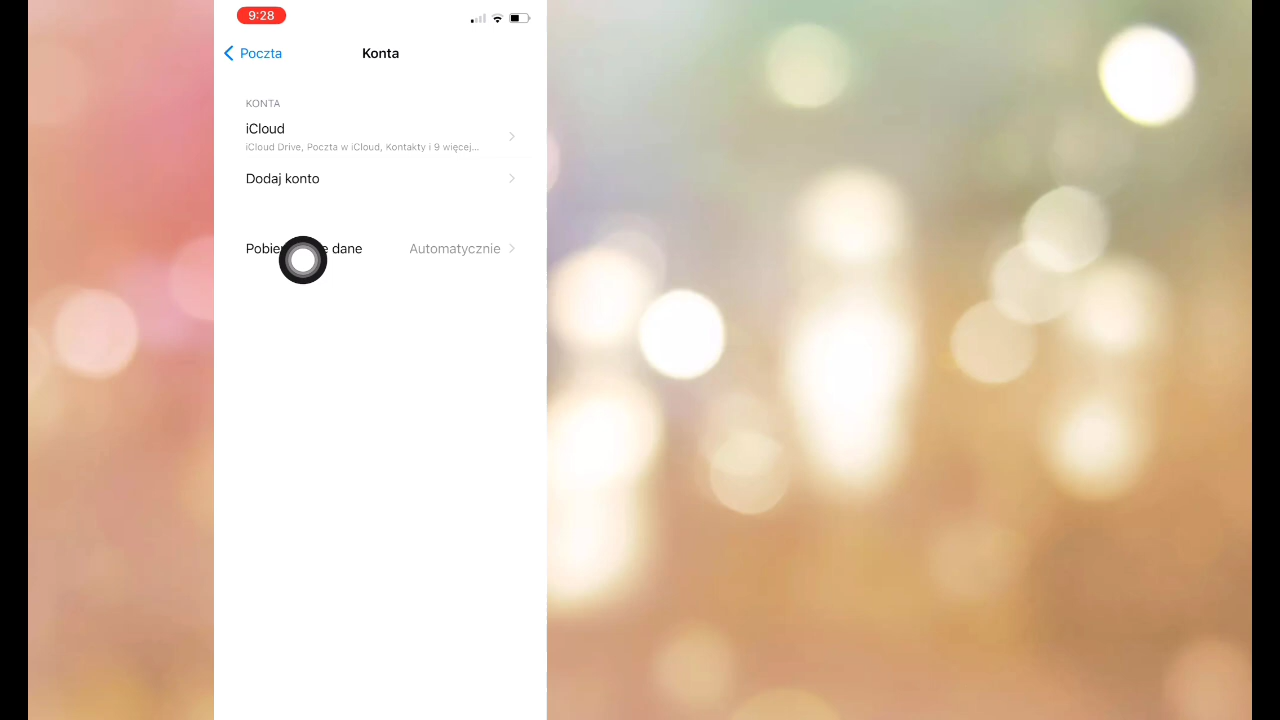 9:28
Poczta
Konta
KONTA
iCloud
iCloud Drive, Poczta w iCloud, Kontakty i 9 więcej...
Dodaj konto
dane
Automatycznie